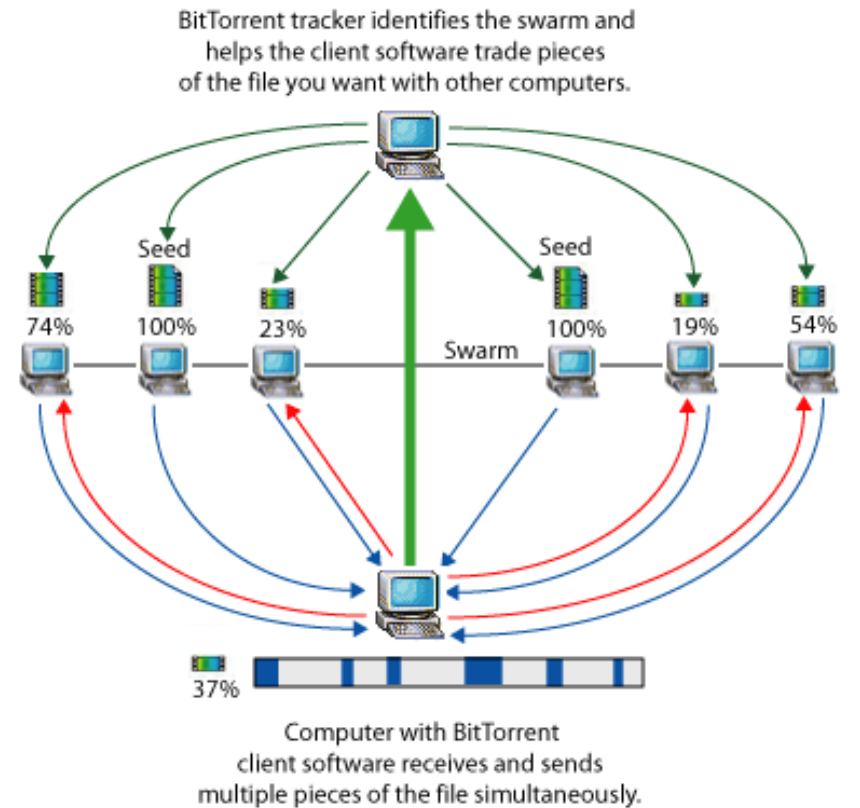 BitTorrent tracker identifies the swarm and
helps the client software trade pieces
of the file you want with other computers.
Seed
Seed
74%
100%
23%
100%
19%
54%
Swarm
37%
Computer with BitTorrent
client software receives and sends
multiple pieces of the file simultaneously.